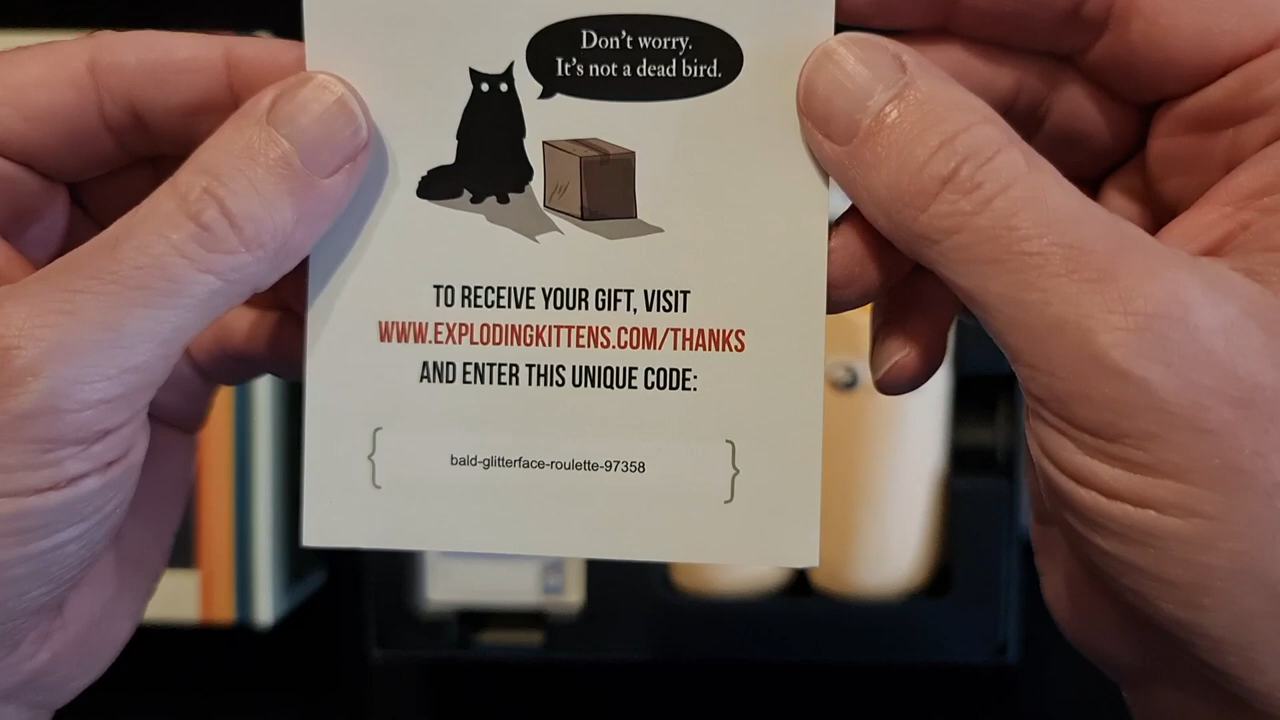 Don't worry.
It's not a dead bird.
TO RECEIVE YOUR GIFT, VISIT
WWW.EXPLODINGKITTENS.COM/THANKS
AND ENTER THIS UNIQUE CODE:
{ bald-glitterface-roulette-97358 }